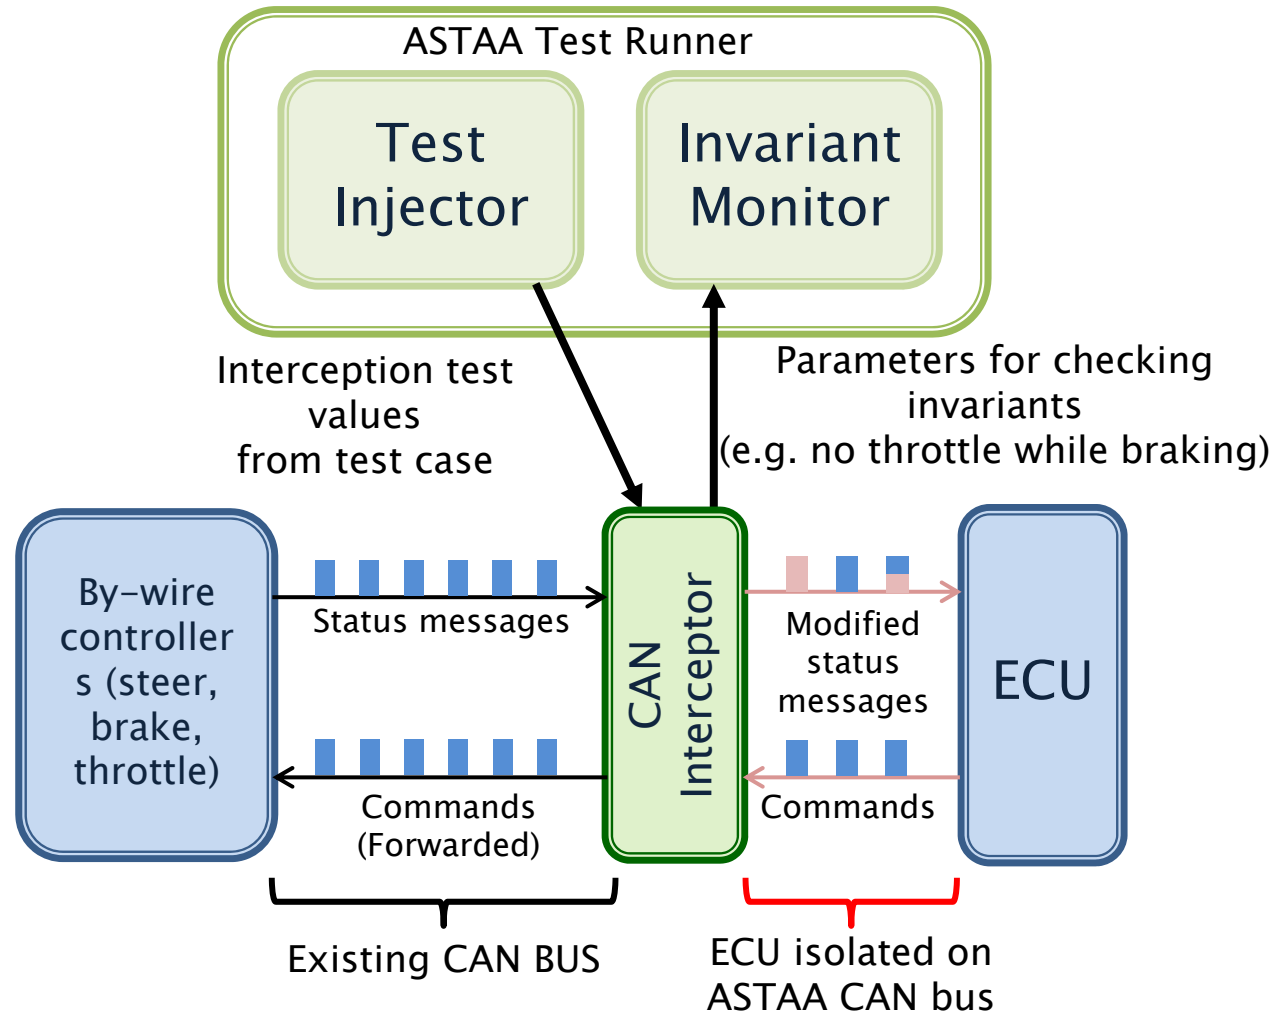 ASTAA Test Runner
Test
Injector
Invariant
Monitor
Interception test
values
from test case
Parameters for checking
invariants
(e.g. no throttle while braking)
By-wire
controller
s (steer,
brake,
throttle)
Status messages
Commands
(Forwarded)
CAN
Interceptor
Modified
status
messages
Commands
ECU
Existing CAN BUS
ECU isolated on
ASTAA CAN bus